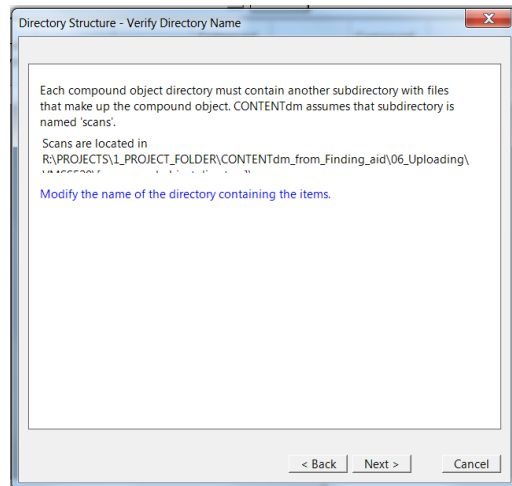 Directory Structure - Verify Directory Name
Each compound object directory must contain another subdirectory with files
that make up the compound object. CONTENTdm assumes that subdirectory is
named 'scans'.
Scans are located in
R:\PROJECTS\1_PROJECT_FOLDER\CONTENTdm_from_Finding_aid\06_Uploading\
Modify the name of the directory containing the items.
< Back Next > Cancel